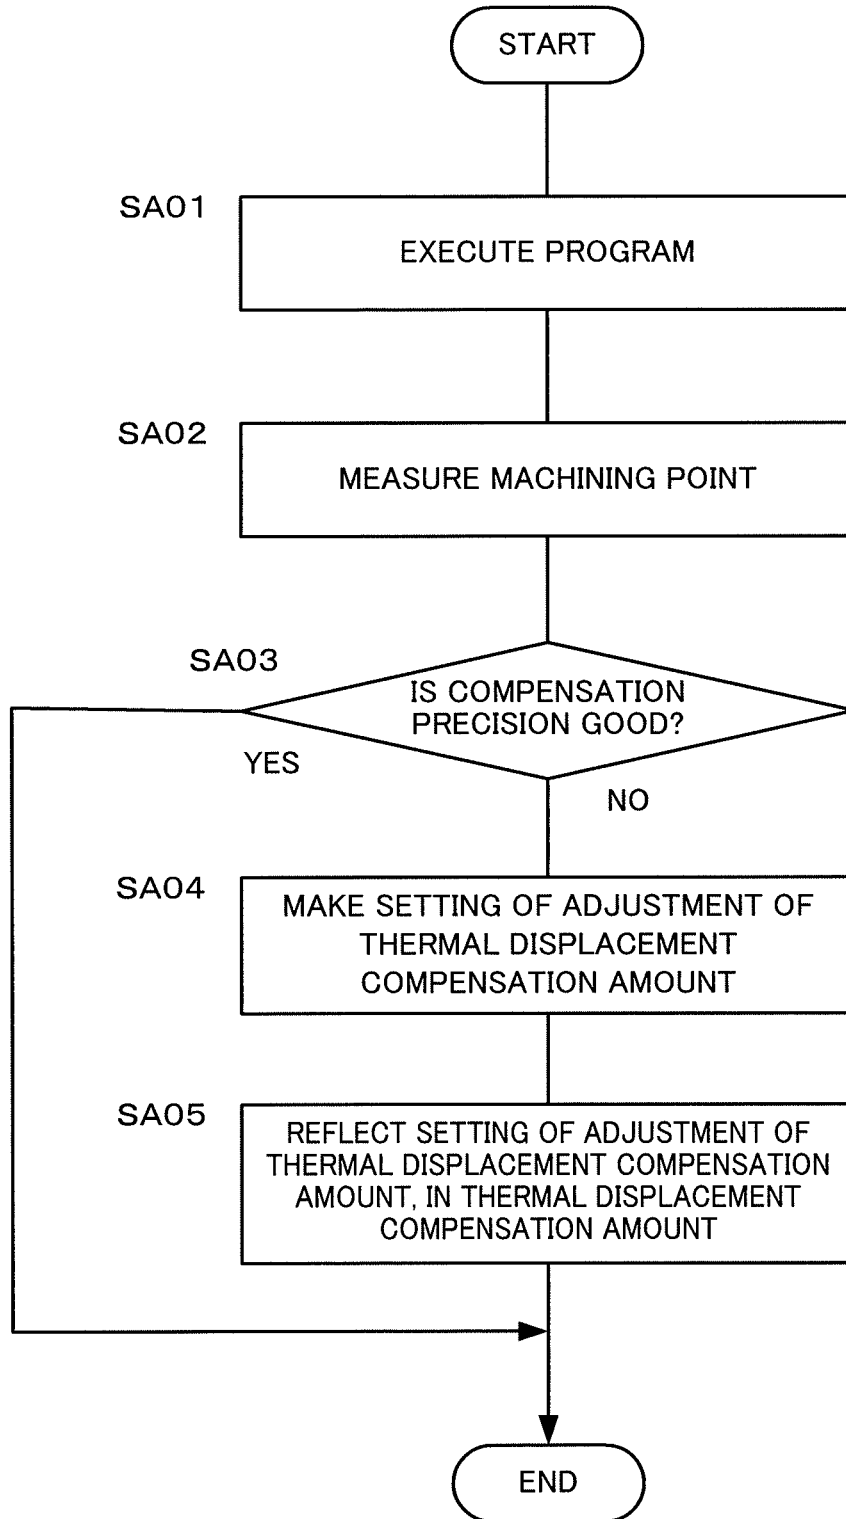 START
SA01
EXECUTE PROGRAM
SA02
MEASURE MACHINING POINT
SA03
IS COMPENSATION
PRECISION GOOD?
YES
NO
SA04
MAKE SETTING OF ADJUSTMENT OF
THERMAL DISPLACEMENT
COMPENSATION AMOUNT
SA05
REFLECT SETTING OF ADJUSTMENT OF
THERMAL DISPLACEMENT COMPENSATION
AMOUNT, IN THERMAL DISPLACEMENT
COMPENSATION AMOUNT
END